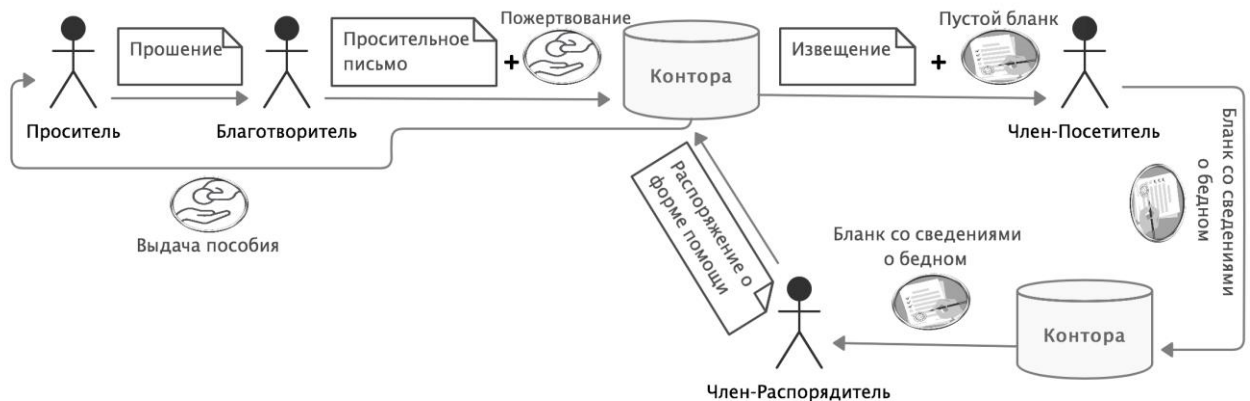 Прошение
Просительное
письмо
+
Пожертвование
Контора
Извещение
+
Пустой бланк
Проситель
Благотворитель
Член-Посетитель
Бланк со сведениями
о бедном
Выдача пособия
Распоряжение о
форме помощи
Бланк со сведениями
о бедном
Контора
Член-Распорядитель